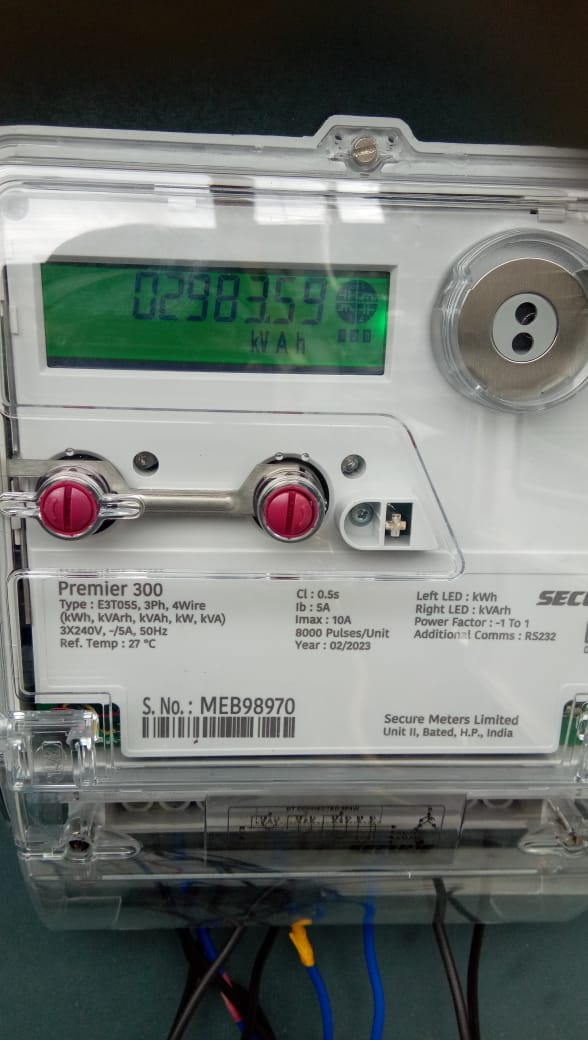 02983.59
kVAh
Premier 300
Type : E3T055, 3Ph, 4Wire
(kWh, kVArh, kVAh, kW, kVA)
3X240V, -/5A, 50Hz
Ref. Temp : 27 °C
Cl : 0.5s
Ib : 5A
Imax : 10A
8000 Pulses/Unit
Year : 02/2023
Left LED : kWh
Right LED : kVArh
Power Factor : -1 To 1
Additional Comms : RS232
S. No. : MEB98970
Secure Meters Limited
Unit II, Bated, H.P., India